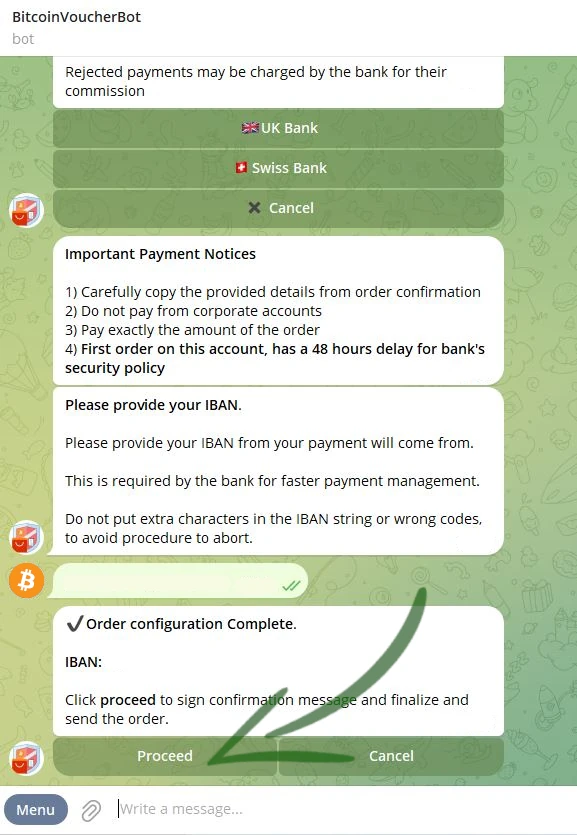 BitcoinVoucherBot
bot
Rejected payments may be charged by the bank for their
commission
UK Bank
Swiss Bank
Cancel
Important Payment Notices
1) Carefully copy the provided details from order confirmation
2) Do not pay from corporate accounts
3) Pay exactly the amount of the order
4) First order on this account, has a 48 hours delay for bank's
security policy
Please provide your IBAN.
Please provide your IBAN from your payment will come from.
This is required by the bank for faster payment management.
Do not put extra characters in the IBAN string or wrong codes,
to avoid procedure to abort.
Order configuration Complete.
IBAN:
Click proceed to sign confirmation message and finalize and
send the order.
Proceed
Cancel
Menu
Write a message...